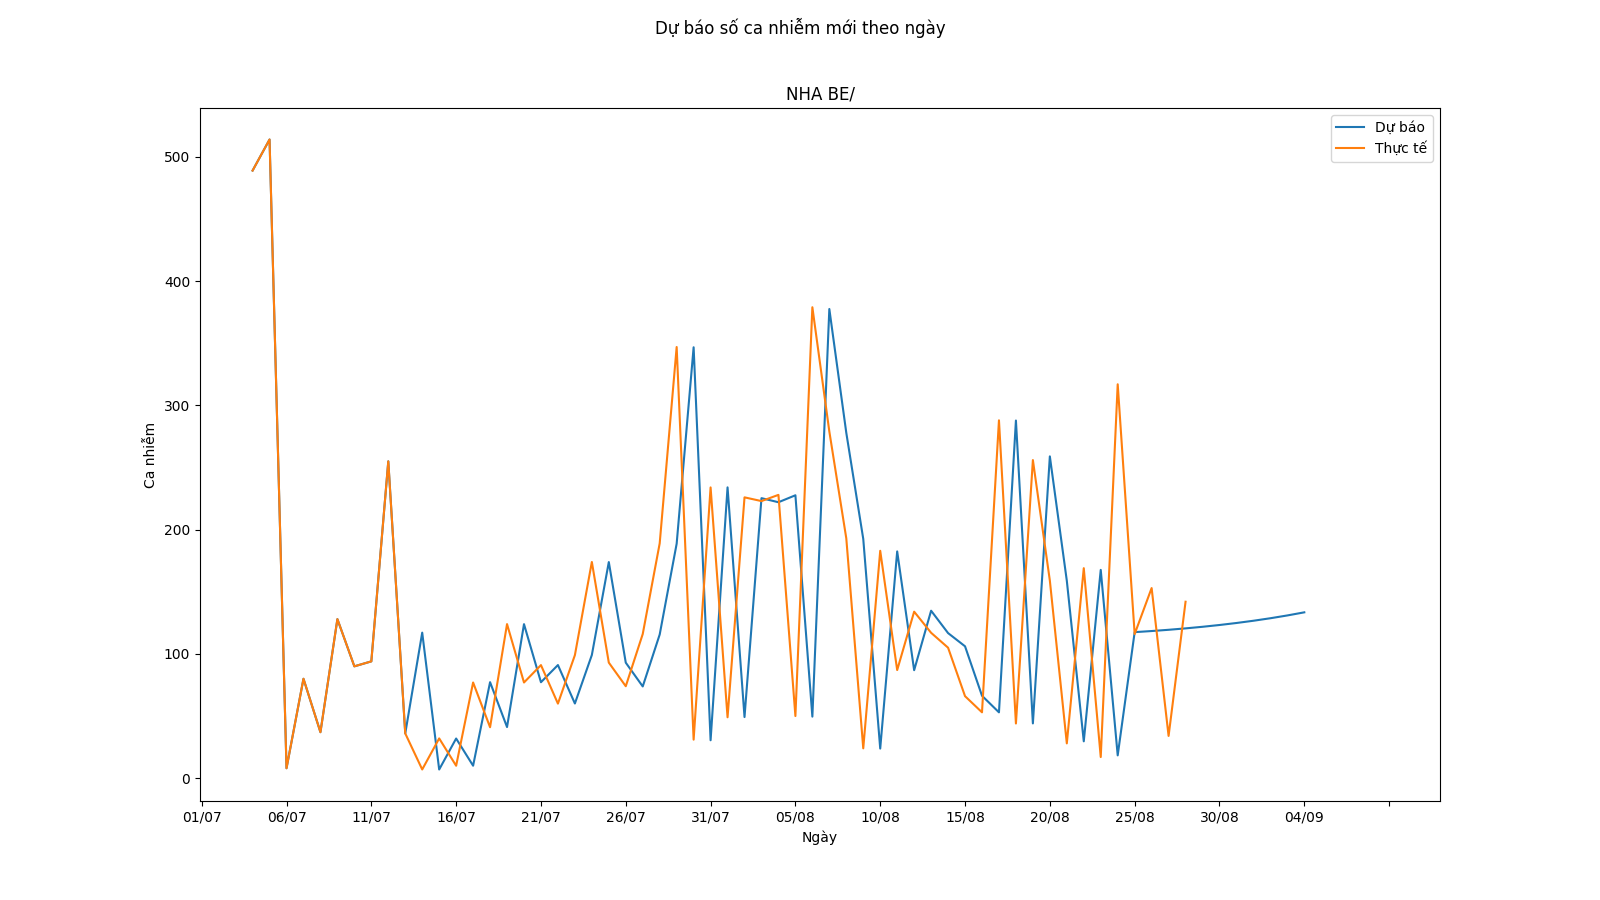 Dự báo số ca nhiễm mới theo ngày
NHA BE/
Dự báo
Thực tế
500
400
300
200
100
0
Ca nhiễm
01/07 06/07 11/07 16/07 21/07 26/07 31/07 05/08 10/08 15/08 20/08 25/08 30/08 04/09
Ngày